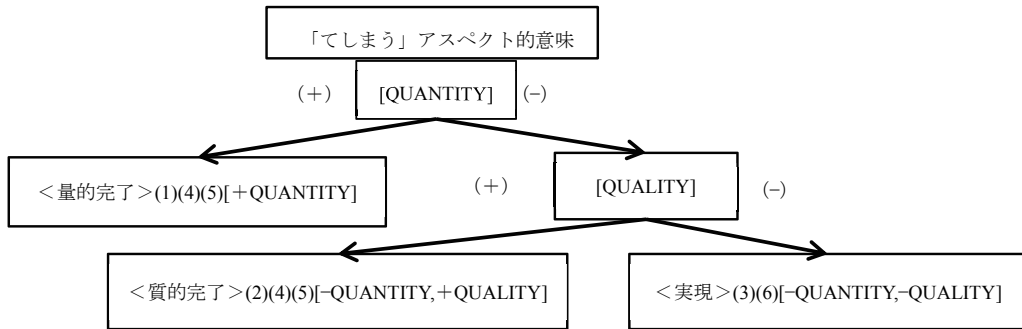 「てしまう」アスペクト的意味
（＋） [QUANTITY] (−)
＜量的完了＞(1)(4)(5)[＋QUANTITY]
（+） [QUALITY] (−)
＜質的完了＞(2)(4)(5)[−QUANTITY,＋QUALITY]
＜実現＞(3)(6)[−QUANTITY,−QUALITY]